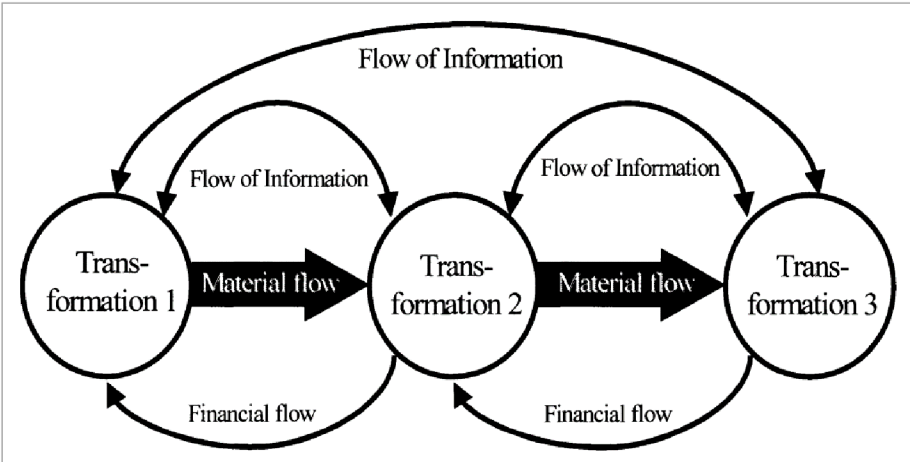 Flow of Information
Flow of Information
Flow of Information
Trans-
formation 1
Material flow
Trans-
formation 2
Material flow
Trans-
formation 3
Financial flow
Financial flow